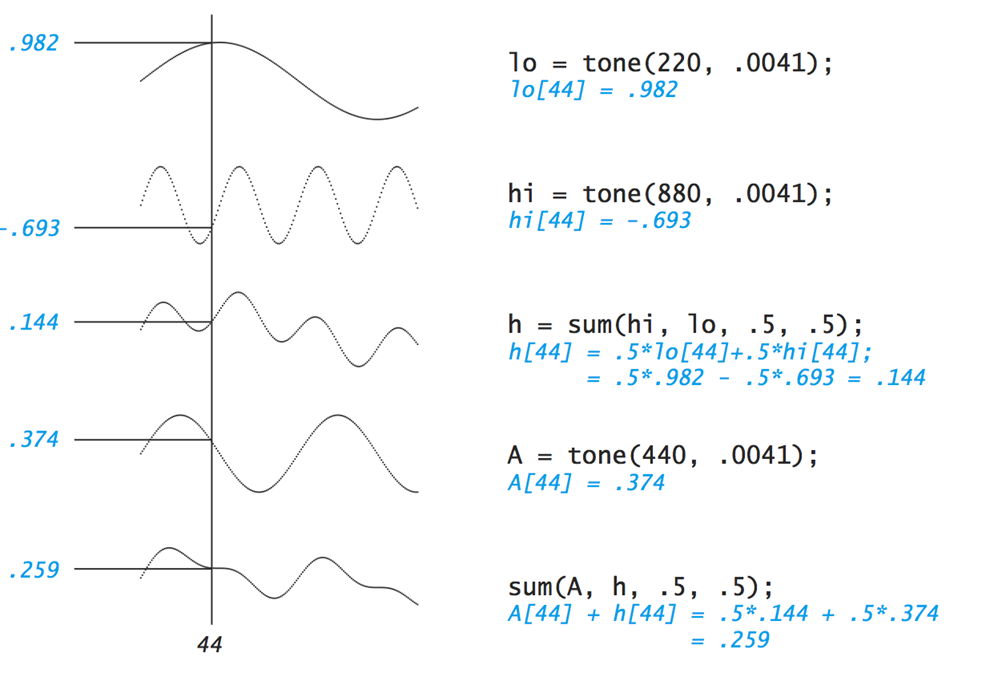 .982
lo = tone(220, .0041);
lo[44] = .982
hi = tone(880, .0041);
hi[44] = -.693
-.693
h = sum(hi, lo, .5, .5);
.144
h[44] = .5*lo[44]+.5*hi[44];
= .5*.982 - .5*.693 = .144
.374
A = tone(440, .0041);
A[44] = .374
.259
sum(A, h, .5, .5);
A[44] + h[44] = .5*.144 + .5*.374
= .259
44